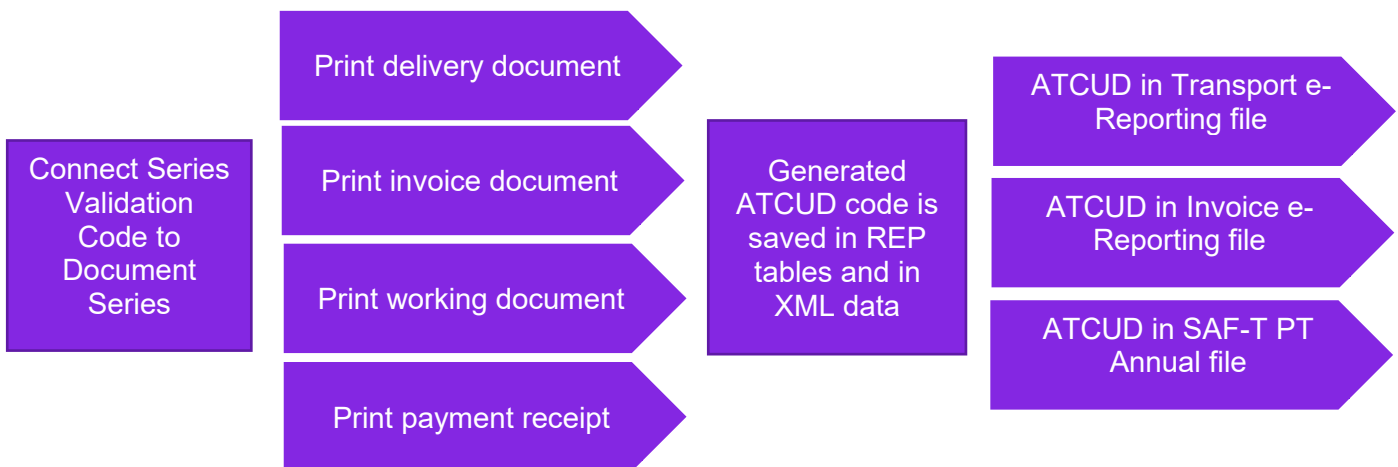 Connect Series
Validation
Code to
Document
Series
Print delivery document
Print invoice document
Print working document
Print payment receipt
Generated
ATCUD code is
saved in REP
tables and in
XML data
ATCUD in Transport e-
Reporting file
ATCUD in Invoice e-
Reporting file
ATCUD in SAF-T PT
Annual file